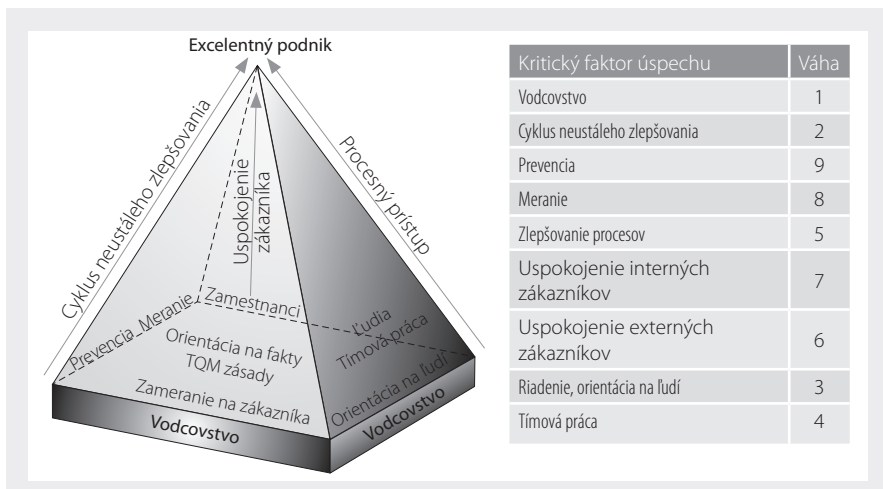 Excelentný podnik
Cyklus neustáleho zlepšovania
Procesný prístup
Uspokojenie
zákazníka
Prevencia Meranie
Zamestnanci
Ľudia
Tímová práca
Orientácia na fakty
TQM zásady
Zameranie na zákazníka
Orientácia na ľudí
Vodcovstvo
Vodcovstvo
Kritický faktor úspechu Váha
Vodcovstvo 1
Cyklus neustáleho zlepšovania 2
Prevencia 9
Meranie 8
Zlepšovanie procesov 5
Uspokojenie interných
zákazníkov 7
Uspokojenie externých
zákazníkov 6
Riadenie, orientácia na ľudí 3
Tímová práca 4